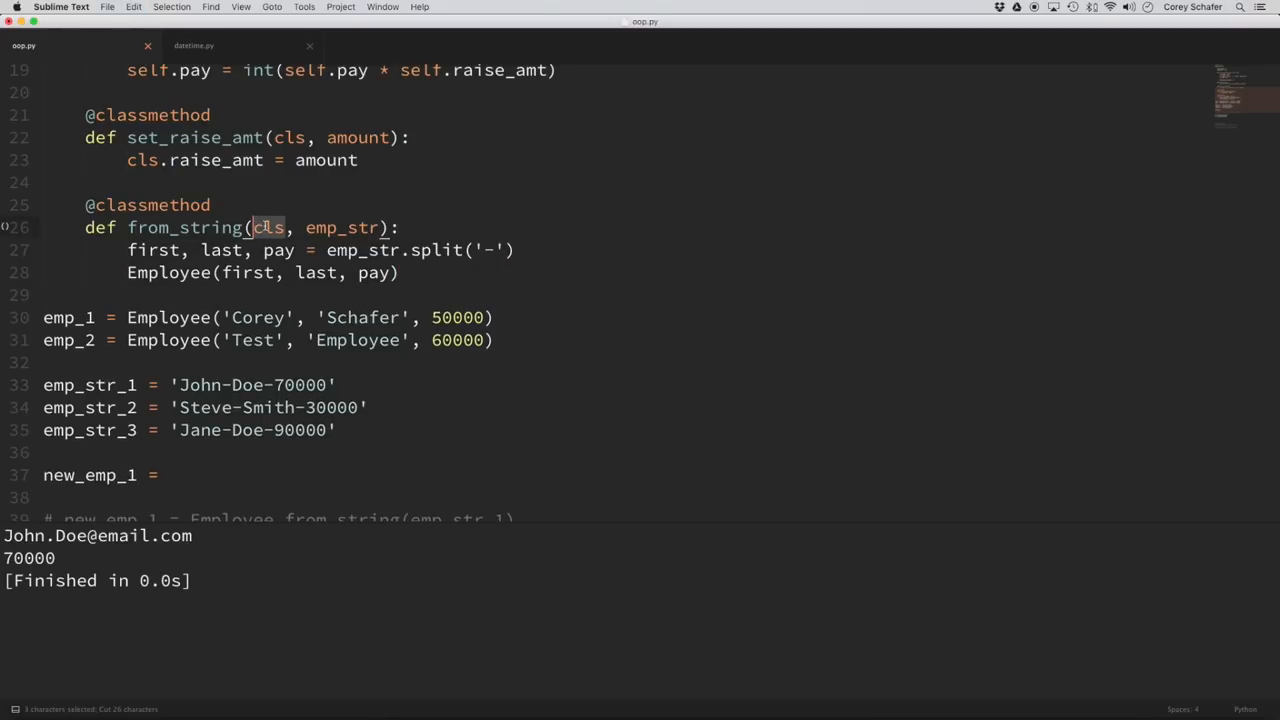 Sublime Text File Edit Selection Find View Goto Tools Project Window Help Corey Schafer
oop.py
oop.py datetime.py
19 self.pay = int(self.pay * self.raise_amt)
20
21 @classmethod
22 def set_raise_amt(cls, amount):
23 cls.raise_amt = amount
24
25 @classmethod
26 def from_string(cls, emp_str):
27 first, last, pay = emp_str.split('-')
28 Employee(first, last, pay)
29
30 emp_1 = Employee('Corey', 'Schafer', 50000)
31 emp_2 = Employee('Test', 'Employee', 60000)
32
33 emp_str_1 = 'John-Doe-70000'
34 emp_str_2 = 'Steve-Smith-30000'
35 emp_str_3 = 'Jane-Doe-90000'
36
37 new_emp_1 =
38
39 # new_emp_1 = Employee.from_string(emp_str_1)
John.Doe@email.com
70000
[Finished in 0.0s]
3 characters selected; Cut 26 characters Spaces: 4 Python